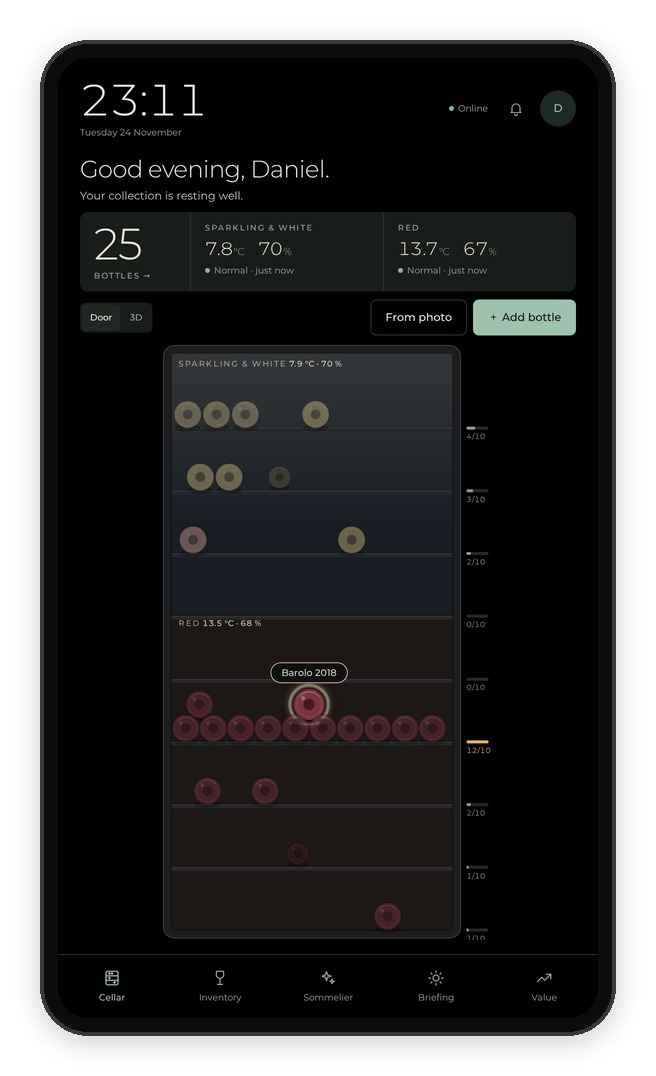 23:11
Tuesday 24 November
Online
D
Good evening, Daniel.
Your collection is resting well.
25
BOTTLES →
SPARKLING & WHITE
7.8°C 70%
Normal · just now
RED
13.7°C 67%
Normal · just now
Door 3D
From photo
+ Add bottle
SPARKLING & WHITE 7.9 °C · 70 %
4/10
3/10
2/10
0/10
RED 13.5 °C · 68 %
Barolo 2018
0/10
12/10
2/10
1/10
1/10
Cellar
Inventory
Sommelier
Briefing
Value